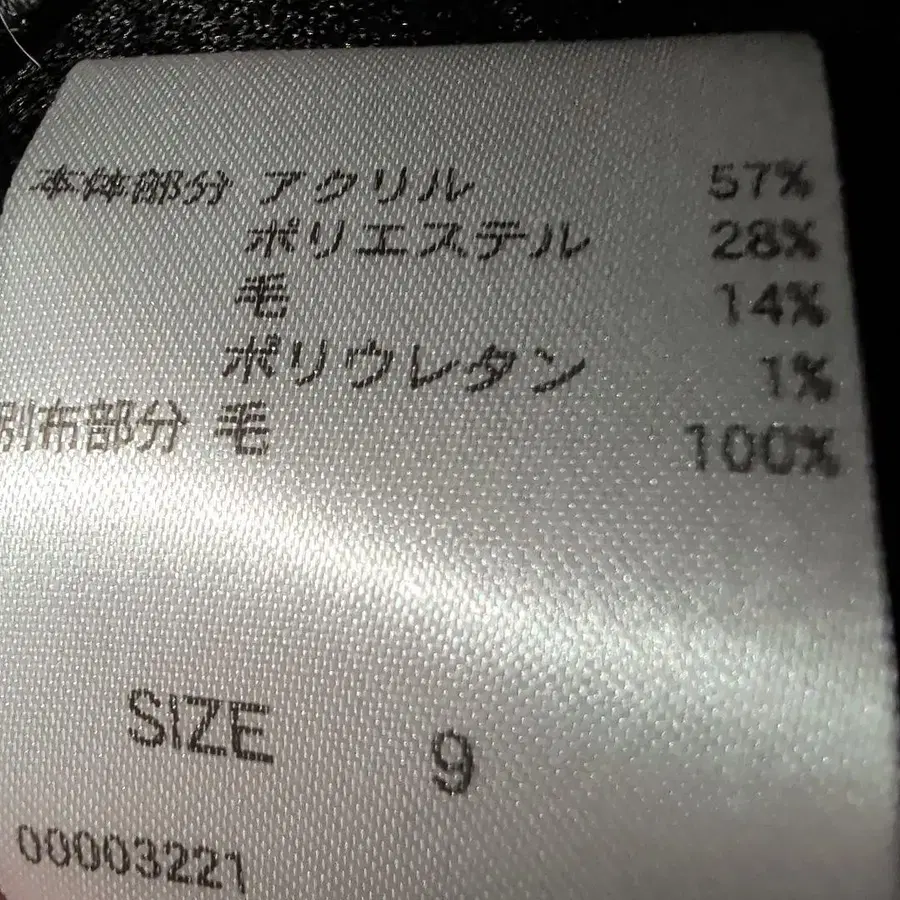 本体部分 アクリル 57%
ポリエステル 28%
毛 14%
ポリウレタン 1%
別布部分 毛 100%
SIZE 9
00003221